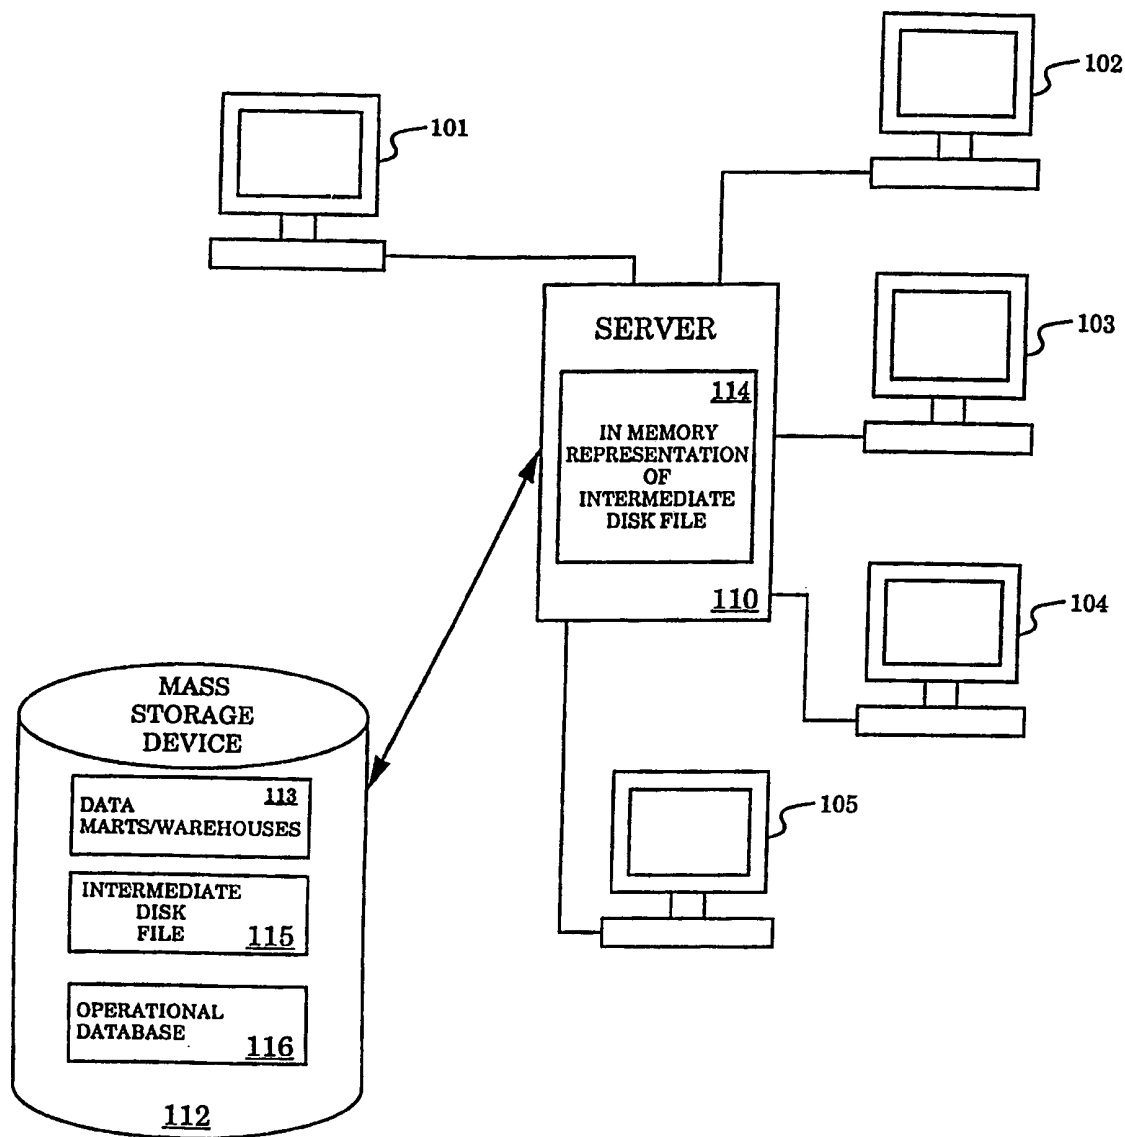 102
101
103
SERVER
114
IN MEMORY
REPRESENTATION
OF
INTERMEDIATE
DISK FILE
110
104
MASS
STORAGE
DEVICE
113
DATA
MARTS/WAREHOUSES
105
INTERMEDIATE
DISK
FILE
115
OPERATIONAL
DATABASE
116
112